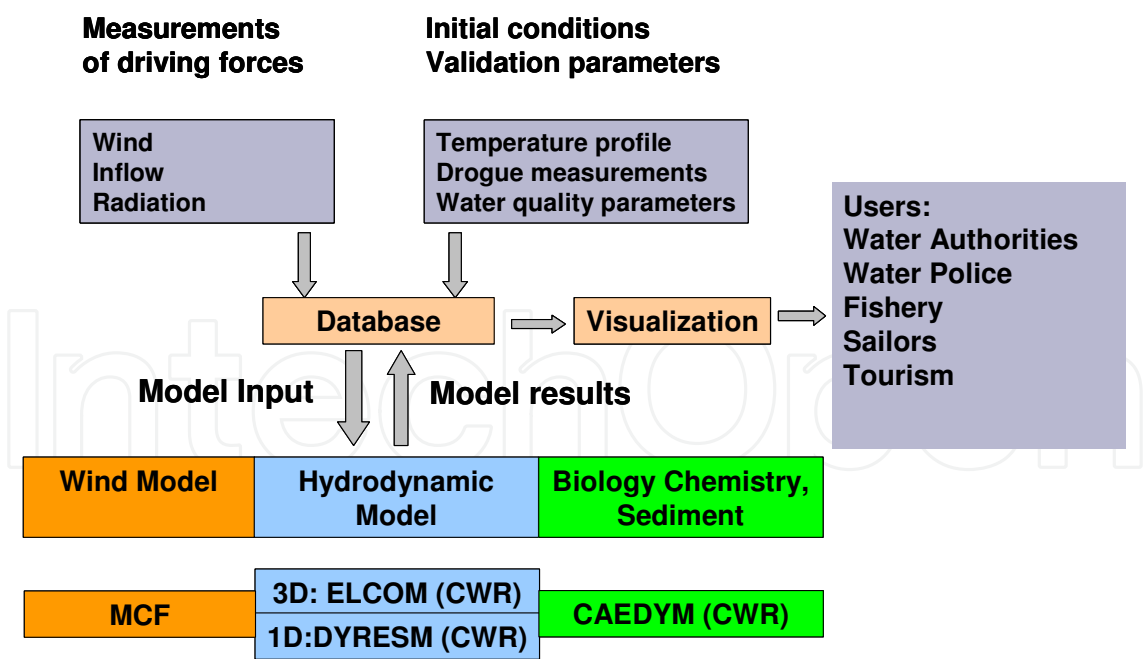 Measurements
of driving forces
Initial conditions
Validation parameters
Wind
Inflow
Radiation
Temperature profile
Drogue measurements
Water quality parameters
Users:
Water Authorities
Water Police
Fishery
Sailors
Tourism
Database
Visualization
Model Input
Model results
IntechOpen
Wind Model
Hydrodynamic
Model
Biology Chemistry,
Sediment
MCF
3D: ELCOM (CWR)
1D:DYRESM (CWR)
CAEDYM (CWR)